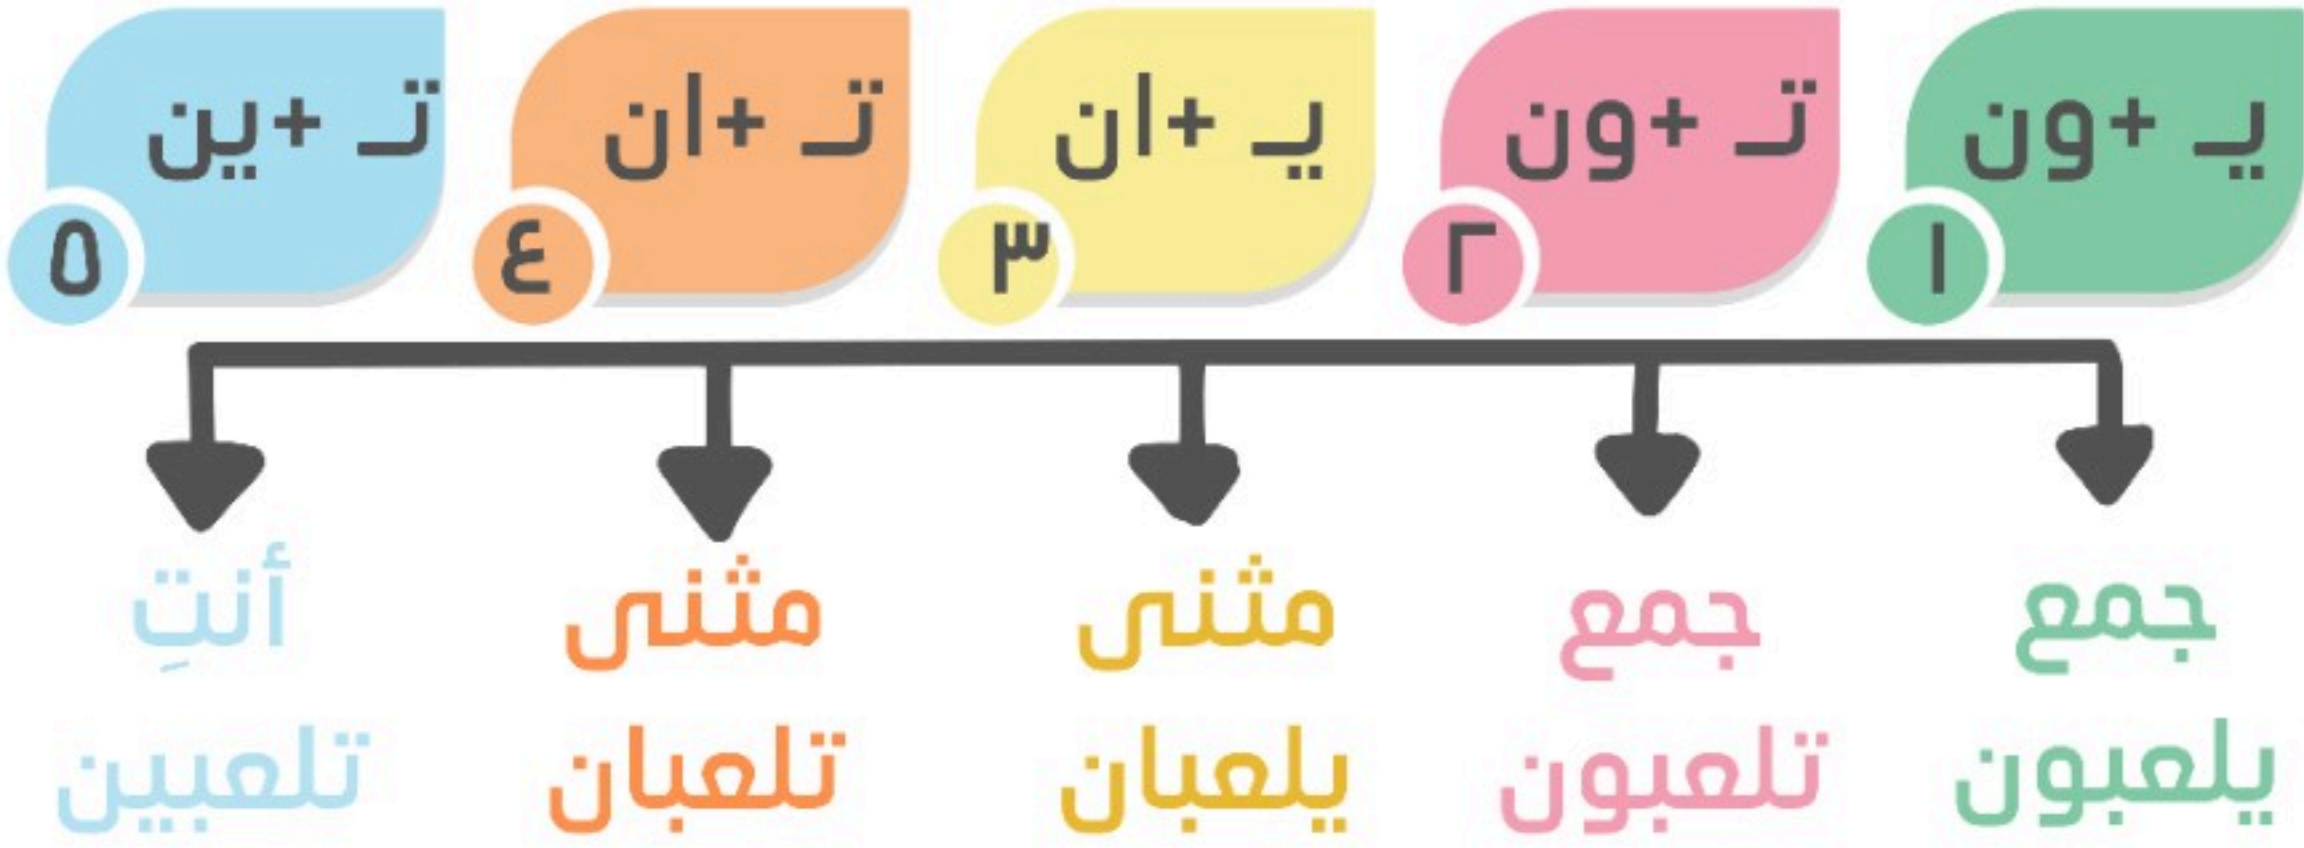 يـ +ون
١
تـ +ون
٢
يـ +ان
٣
تـ +ان
٤
تـ +ين
٥
جمع
يلعبون
جمع
تلعبون
مثنى
يلعبان
مثنى
تلعبان
أنتِ
تلعبين